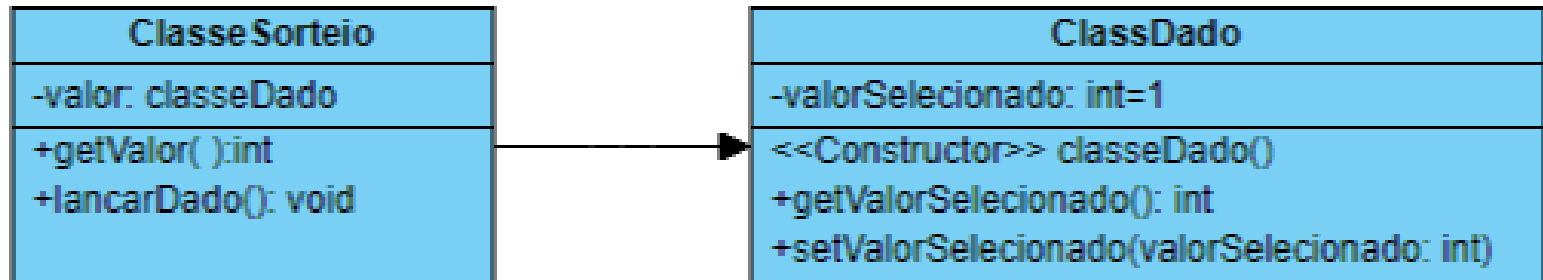 ClasseSorteio
-valor: classeDado
+getValor( ):int
+lancarDado(): void
ClassDado
-valorSelecionado: int=1
<<Constructor>> classeDado()
+getValorSelecionado(): int
+setValorSelecionado(valorSelecionado: int)